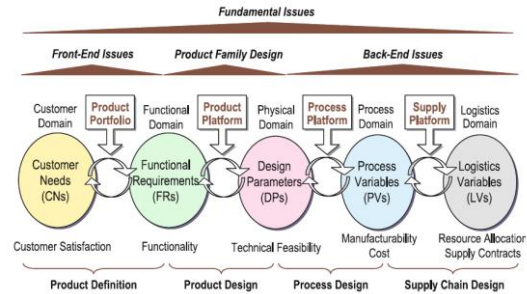 Fundamental Issues
Front-End Issues
Product Family Design
Back-End Issues
Customer
Domain
Product
Portfolio
Functional
Domain
Product
Platform
Physical
Domain
Process
Platform
Process
Domain
Supply
Platform
Logistics
Domain
Customer
Needs
(CNs)
Functional
Requirements
(FRs)
Design
Parameters
(DPs)
Process
Variables
(PVs)
Logistics
Variables
(LVs)
Customer Satisfaction
Functionality
Technical Feasibility
Manufacturability
Cost
Resource Allocation
Supply Contracts
Product Definition
Product Design
Process Design
Supply Chain Design